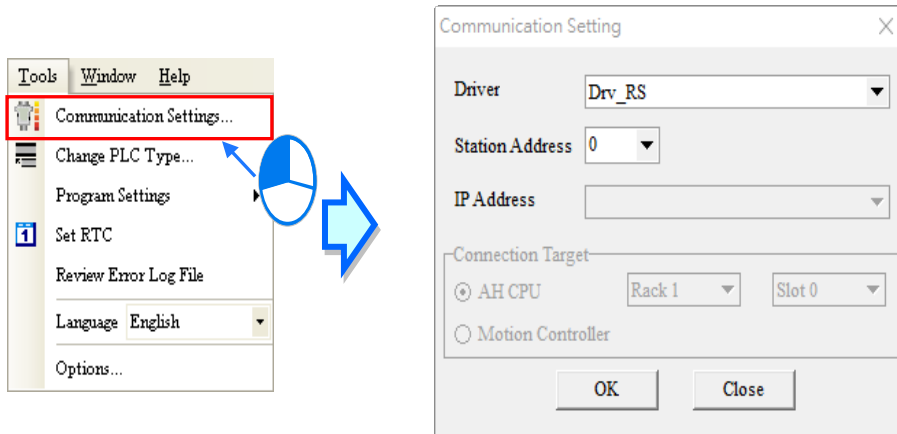 Tools Window Help
Communication Settings...
Change PLC Type...
Program Settings
1 Set RTC
Review Error Log File
Language English
Options...
Communication Setting
Driver Drv_RS
Station Address 0
IP Address
Connection Target
AH CPU Rack 1 Slot 0
Motion Controller
OK Close